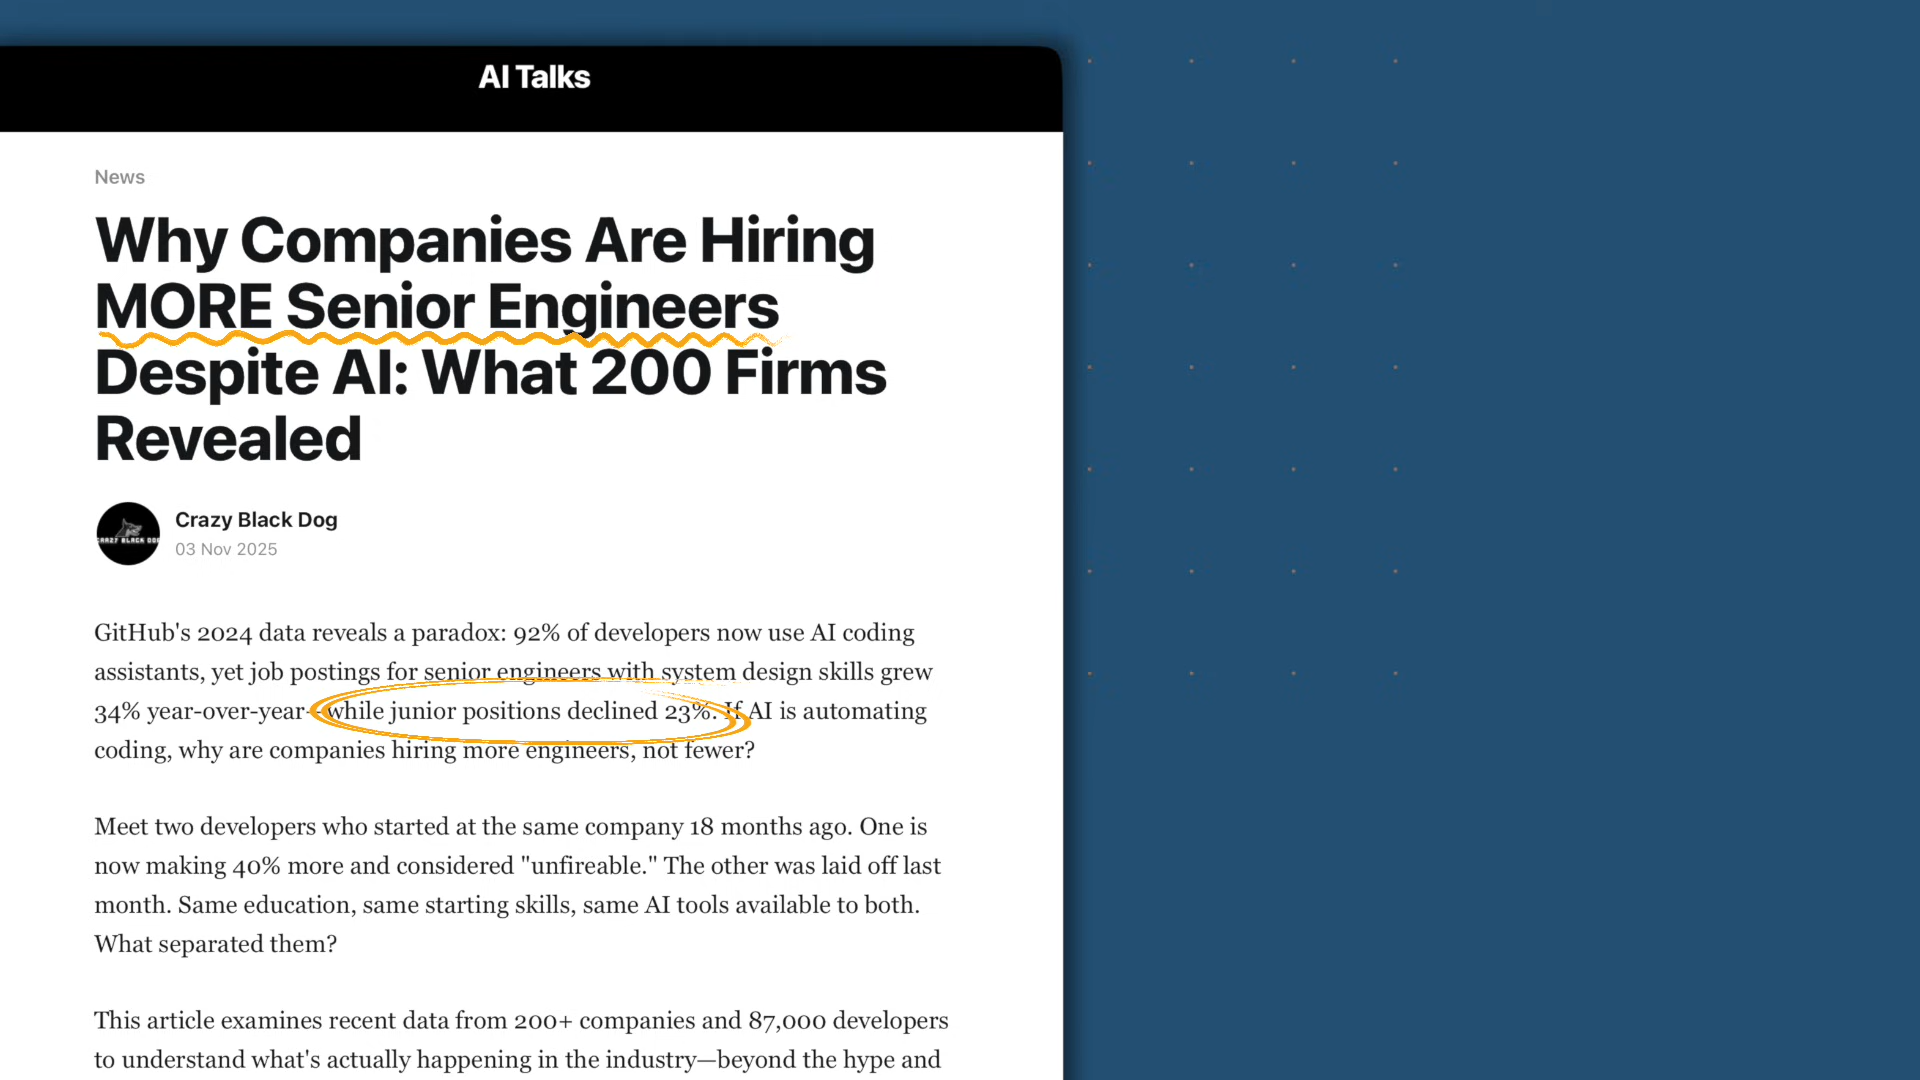 AI Talks
News
Why Companies Are Hiring
MORE Senior Engineers
Despite AI: What 200 Firms
Revealed
CRAZY BLACK DOG
Crazy Black Dog
03 Nov 2025
GitHub's 2024 data reveals a paradox: 92% of developers now use AI coding
assistants, yet job postings for senior engineers with system design skills grew
34% year-over-year—while junior positions declined 23%. If AI is automating
coding, why are companies hiring more engineers, not fewer?
Meet two developers who started at the same company 18 months ago. One is
now making 40% more and considered "unfireable." The other was laid off last
month. Same education, same starting skills, same AI tools available to both.
What separated them?
This article examines recent data from 200+ companies and 87,000 developers
to understand what's actually happening in the industry—beyond the hype and